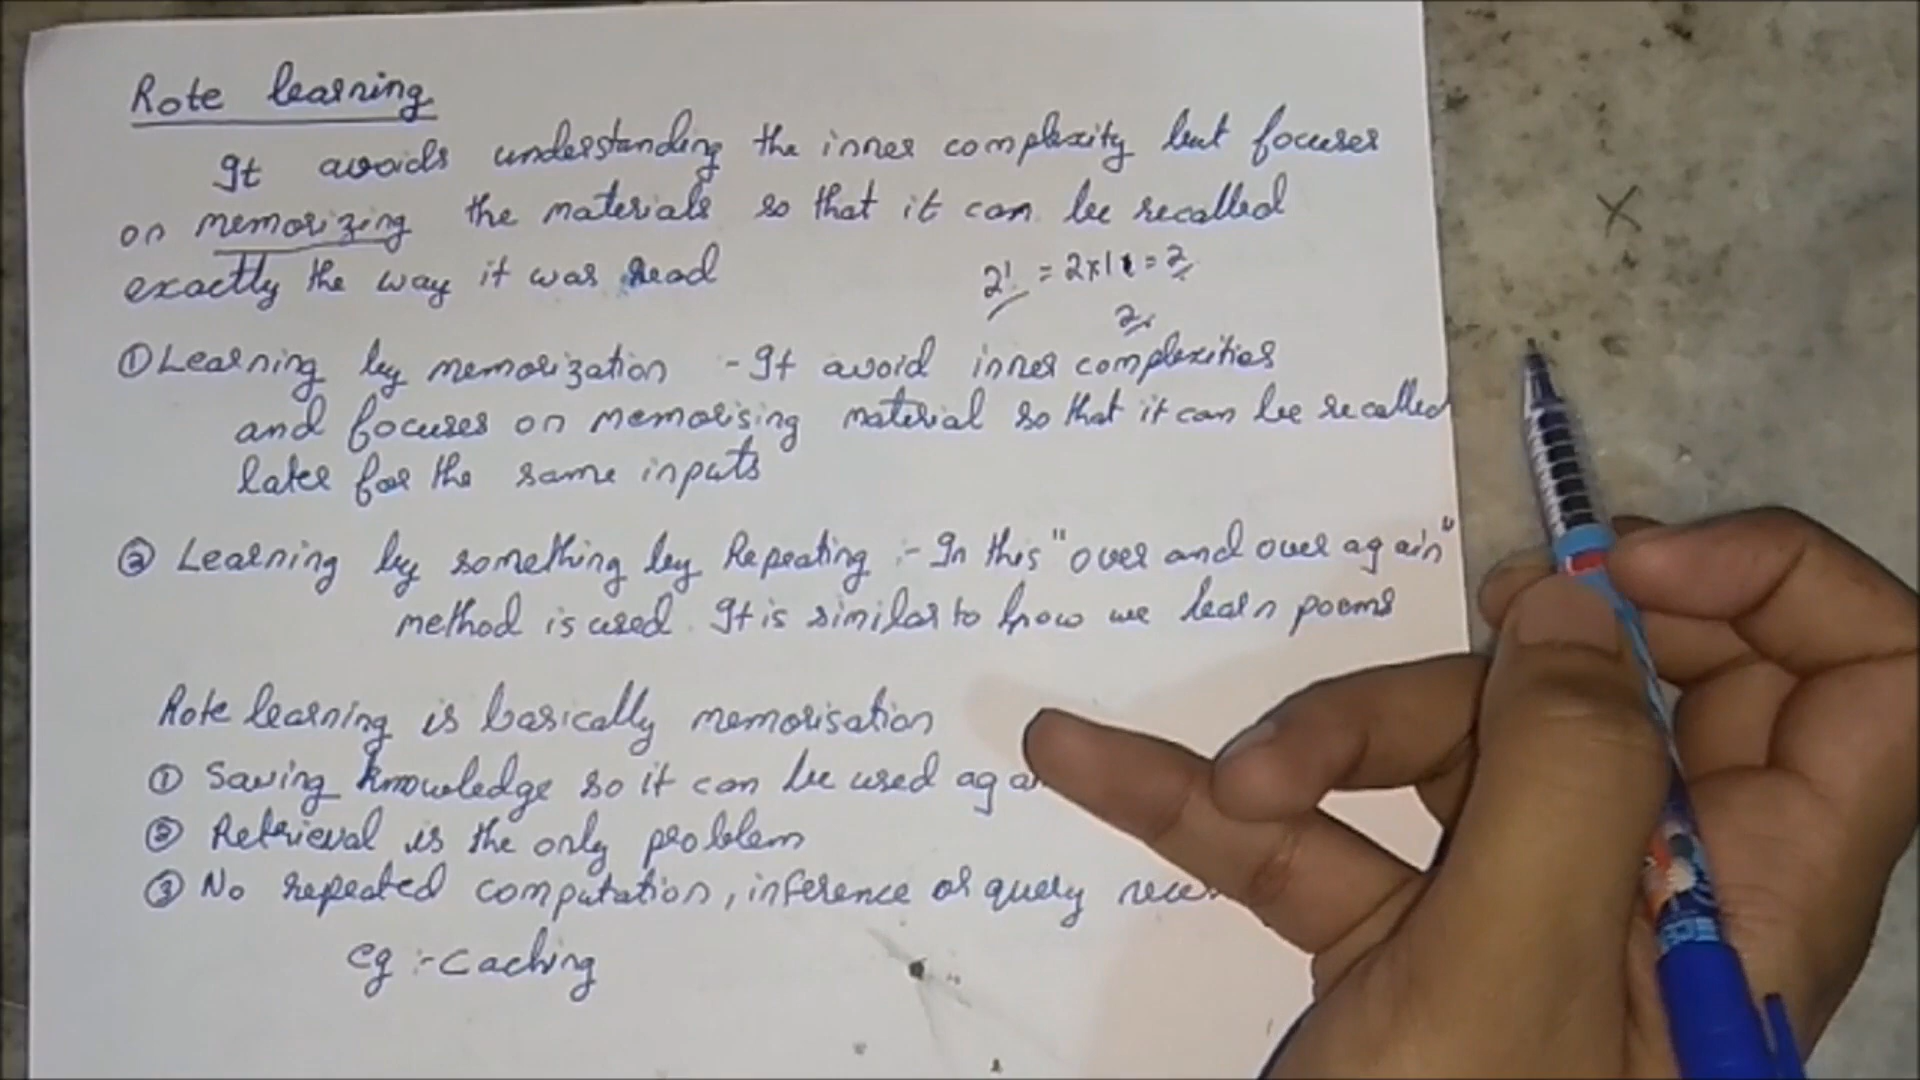 Rote learning
It avoids understanding the inner complexity but focuses
on memorizing the materials so that it can be recalled
exactly the way it was read
2! = 2x1 = 2
2
① Learning by memorization - It avoid inner complexities
and focuses on memorising material so that it can be recalled
later for the same inputs
② Learning by something by Repeating :- In this "over and over again"
method is used. It is similar to know we learn poems
Rote learning is basically memorisation
① Saving knowledge so it can be used
② Retrieval is the only problem
③ No repeated computation, inference or query
eg :- caching